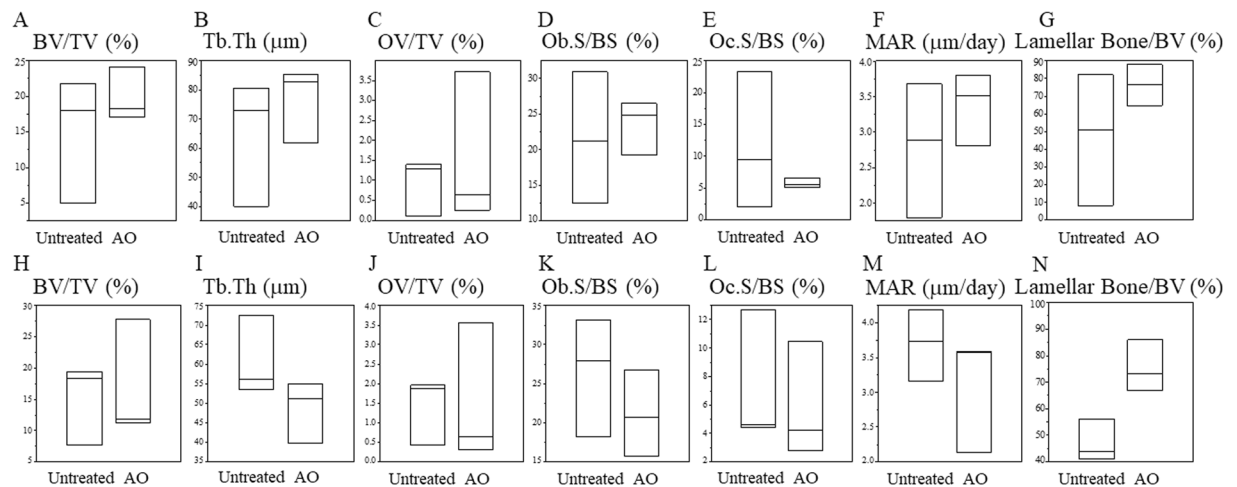 A B C D E F G
BV/TV (%) Tb.Th (μm) OV/TV (%) Ob.S/BS (%) Oc.S/BS (%) MAR (μm/day) Lamellar Bone/BV (%)
25 20 15 10 5
90 80 70 60 50 40
3.5 3.0 2.5 2.0 1.5 1.0 0.5 0.0
30 25 20 15 10
25 20 15 10 5 0
4.0 3.5 3.0 2.5 2.0
90 80 70 60 50 40 30 20 10 0
Untreated AO Untreated AO Untreated AO Untreated AO Untreated AO Untreated AO Untreated AO
H I J K L M N
BV/TV (%) Tb.Th (μm) OV/TV (%) Ob.S/BS (%) Oc.S/BS (%) MAR (μm/day) Lamellar Bone/BV (%)
30 25 20 15 10 5
75 70 65 60 55 50 45 40 35
4.0 3.5 3.0 2.5 2.0 1.5 1.0 0.5 0.0
35 30 25 20 15
12 10 8 6 4 2
4.0 3.5 3.0 2.5 2.0
100 90 80 70 60 50 40
Untreated AO Untreated AO Untreated AO Untreated AO Untreated AO Untreated AO Untreated AO